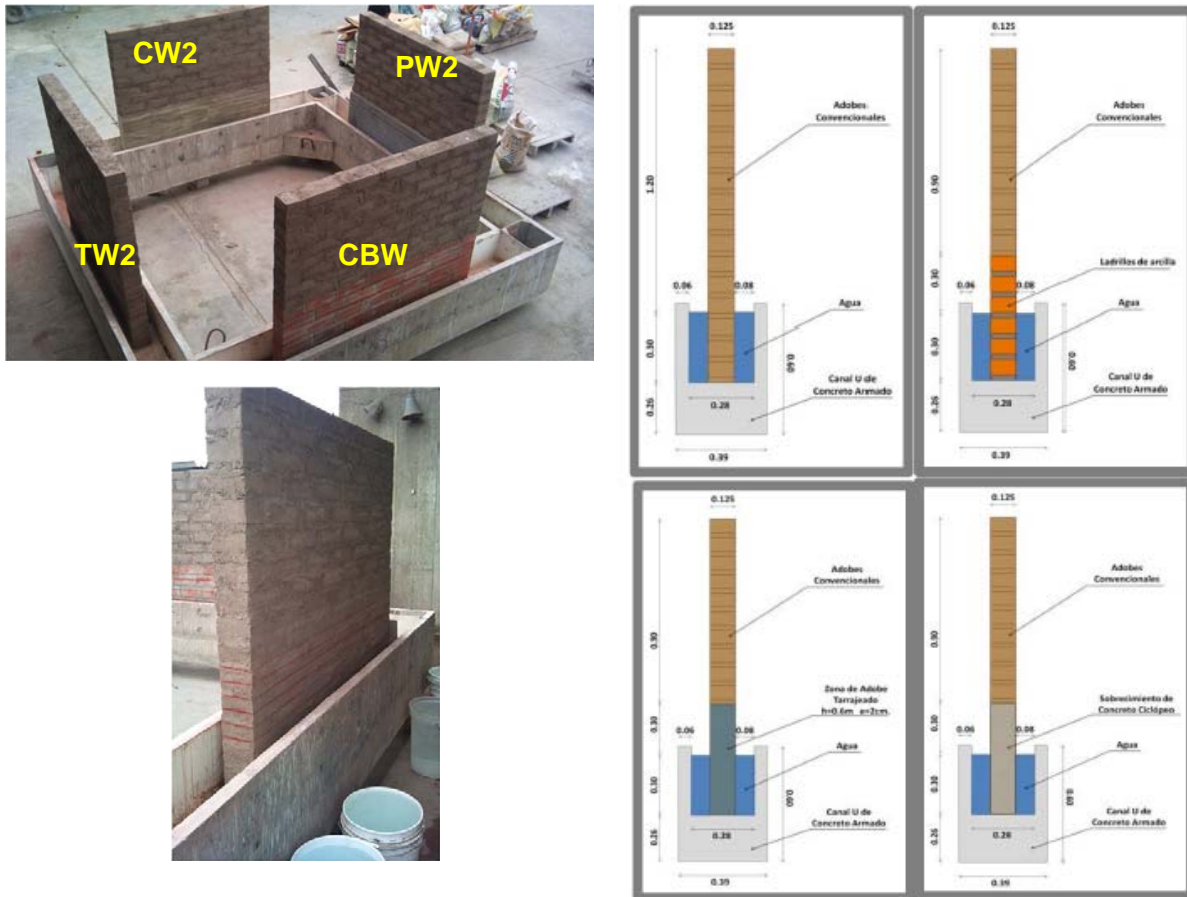 CW2
PW2
TW2
CBW
0.125
Adobes
Convencionales
1.20
0.06
0.08
Agua
0.30
0.60
Canal U de
Concreto Armado
0.26
0.28
0.39
0.125
Adobes
Convencionales
0.90
Ladrillos de arcilla
0.30
0.06
0.08
Agua
0.30
0.60
Canal U de
Concreto Armado
0.26
0.28
0.39
0.125
Adobes
Convencionales
0.90
Zona de Adobe
Tarrajeado
h=0.6m e=2cm.
0.30
0.06
0.08
Agua
0.30
0.60
Canal U de
Concreto Armado
0.26
0.28
0.39
0.125
Adobes
Convencionales
0.90
Sobrecimiento de
Concreto Ciclópeo
0.30
0.06
0.08
Agua
0.30
0.60
Canal U de
Concreto Armado
0.26
0.28
0.39